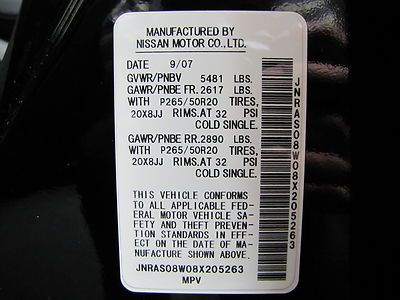 MANUFACTURED BY
NISSAN MOTOR CO., LTD.
DATE 9/07
GVWR/PNBV 5481 LBS.
GAWR/PNBE FR. 2617 LBS.
WITH P265/50R20 TIRES,
20X8JJ RIMS.AT 32 PSI
COLD SINGLE.
GAWR/PNBE RR. 2890 LBS.
WITH P265/50R20 TIRES,
20X8JJ RIMS.AT 32 PSI
COLD SINGLE.
THIS VEHICLE CONFORMS
TO ALL APPLICABLE FED-
ERAL MOTOR VEHICLE SA-
FETY AND THEFT PREVEN-
TION STANDARDS IN EFF-
ECT ON THE DATE OF MA-
NUFACTURE SHOWN ABOVE.
JNRAS08W08X205263
MPV
JNRAS08W08X205263